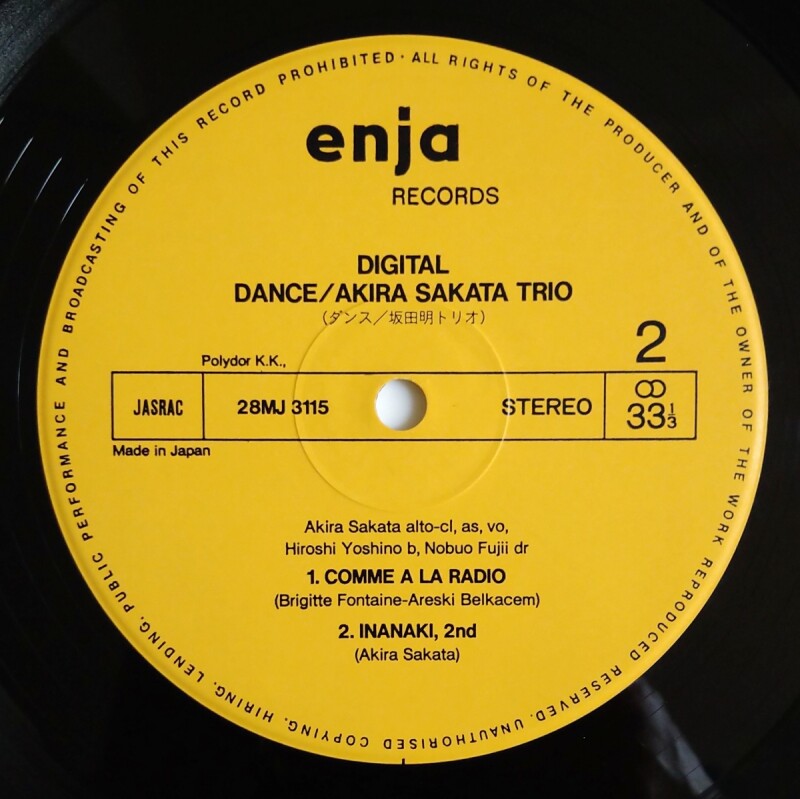 enja
RECORDS
DIGITAL
DANCE/AKIRA SAKATA TRIO
(ダンス/坂田明トリオ)
2
Polydor K.K.,
JASRAC 28MJ 3115 STEREO 33 1/3
Made in Japan
Akira Sakata alto-cl, as, vo,
Hiroshi Yoshino b, Nobuo Fujii dr
1. COMME A LA RADIO
(Brigitte Fontaine-Areski Belkacem)
2. INANAKI, 2nd
(Akira Sakata)
ALL RIGHTS OF THE PRODUCER AND OF THE OWNER OF THE WORK REPRODUCED RESERVED. UNAUTHORISED COPYING, HIRING, LENDING, PUBLIC PERFORMANCE AND BROADCASTING OF THIS RECORD PROHIBITED ·